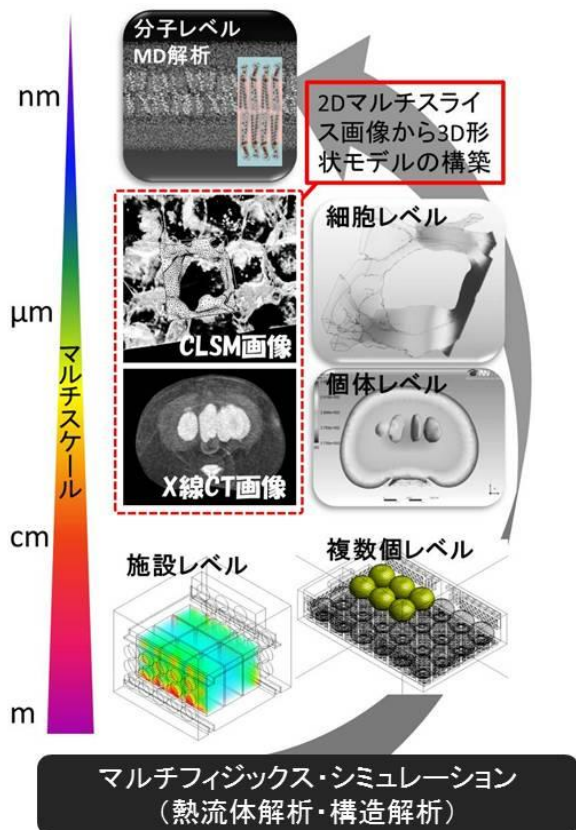 分子レベル
MD解析
nm
2Dマルチスライ
ス画像から3D形
状モデルの構築
細胞レベル
μm
CLSM画像
マルチスケール
個体レベル
X線CT画像
cm
施設レベル
複数個レベル
m
マルチフィジックス・シミュレーション
(熱流体解析・構造解析)